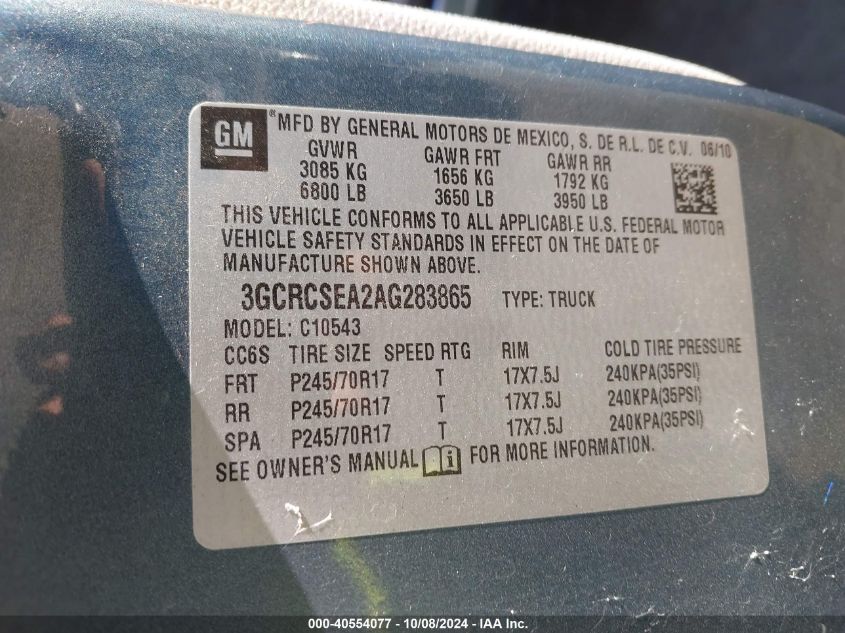 GM ® MFD BY GENERAL MOTORS DE MEXICO, S. DE R.L. DE C.V. 06/10
GVWR GAWR FRT GAWR RR
3085 KG 1656 KG 1792 KG
6800 LB 3650 LB 3950 LB
THIS VEHICLE CONFORMS TO ALL APPLICABLE U.S. FEDERAL MOTOR
VEHICLE SAFETY STANDARDS IN EFFECT ON THE DATE OF
MANUFACTURE SHOWN ABOVE.
3GCRCSEA2AG283865 TYPE: TRUCK
MODEL: C10543
CC6S TIRE SIZE SPEED RTG RIM COLD TIRE PRESSURE
FRT P245/70R17 T 17X7.5J 240KPA(35PSI)
RR P245/70R17 T 17X7.5J 240KPA(35PSI)
SPA P245/70R17 T 17X7.5J 240KPA(35PSI)
SEE OWNER'S MANUAL i FOR MORE INFORMATION.
000-40554077 - 10/08/2024 - IAA Inc.